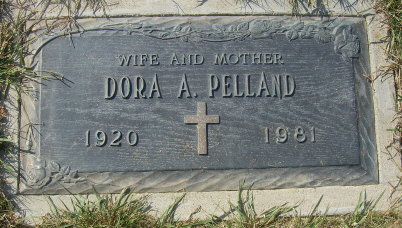 WIFE AND MOTHER
DORA A. PELLAND
1920 1981